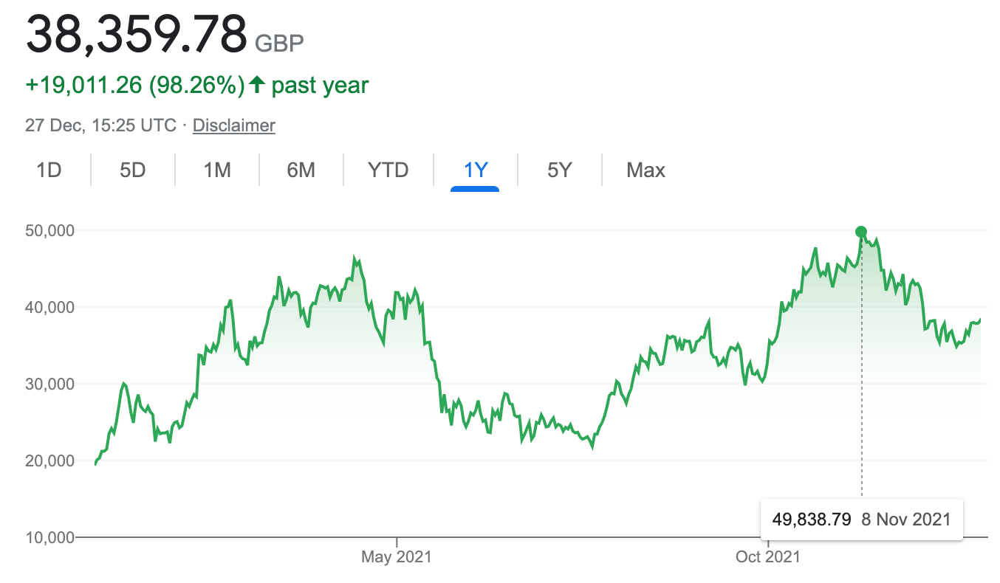 38,359.78 GBP
+19,011.26 (98.26%) ↑ past year
27 Dec, 15:25 UTC · Disclaimer
1D 5D 1M 6M YTD 1Y 5Y Max
50,000
40,000
30,000
20,000
49,838.79 8 Nov 2021
10,000
May 2021 Oct 2021